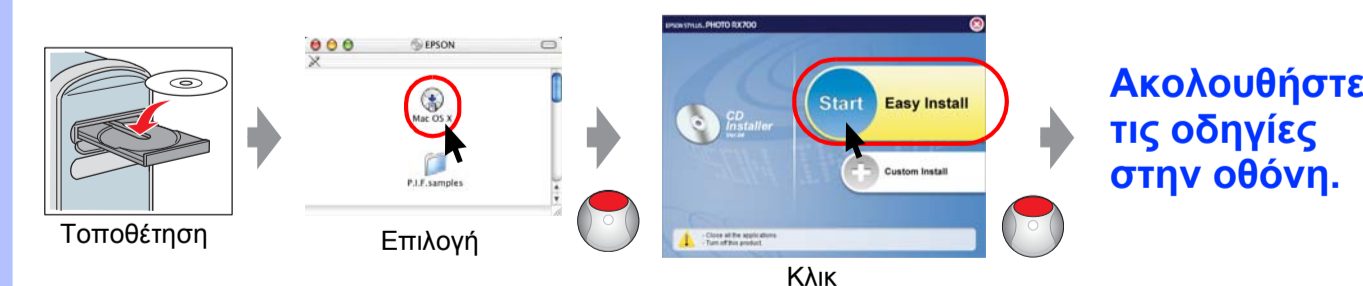 EPSON
Mac OS X
P.I.F.samples
Τοποθέτηση
Επιλογή
EPSON STYLUS PHOTO RX700
CD
Installer
Start
Easy Install
Custom Install
- Close all the applications.
- Turn off this product.
Κλικ
Ακολουθήστε
τις οδηγίες
στην οθόνη.